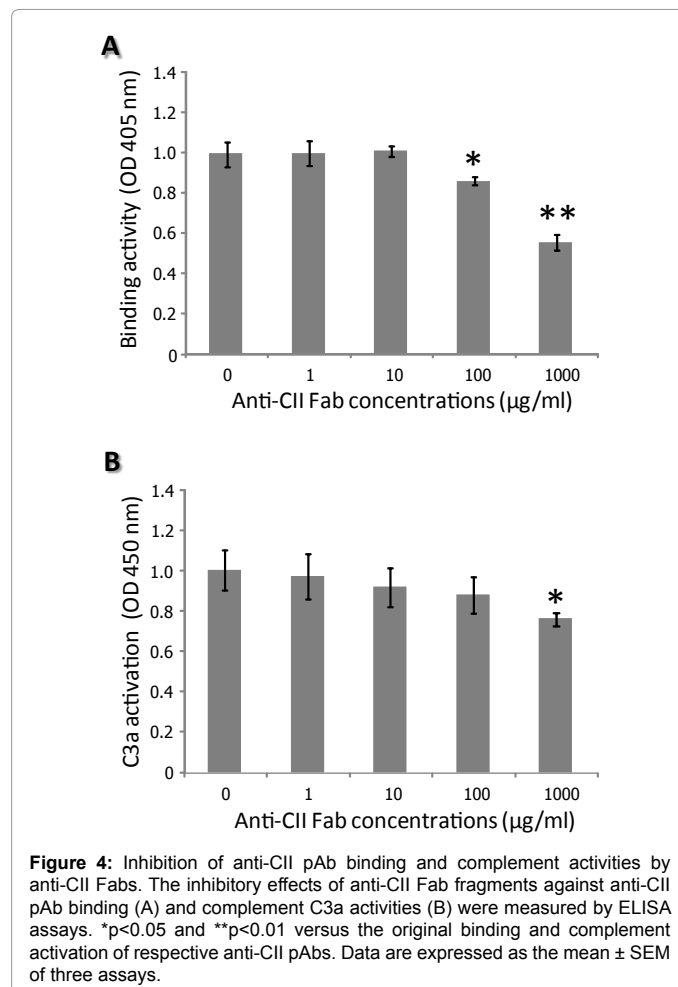 A
1.4
1.2
1.0
0.8
0.6
0.4
0.2
0
Binding activity (OD 405 nm)
*
**
0 1 10 100 1000
Anti-CII Fab concentrations (µg/ml)
B
1.4
1.2
1.0
0.8
0.6
0.4
0.2
0
C3a activation (OD 450 nm)
*
0 1 10 100 1000
Anti-CII Fab concentrations (µg/ml)
Figure 4: Inhibition of anti-CII pAb binding and complement activities by
anti-CII Fabs. The inhibitory effects of anti-CII Fab fragments against anti-CII
pAb binding (A) and complement C3a activities (B) were measured by ELISA
assays. *p<0.05 and **p<0.01 versus the original binding and complement
activation of respective anti-CII pAbs. Data are expressed as the mean ± SEM
of three assays.